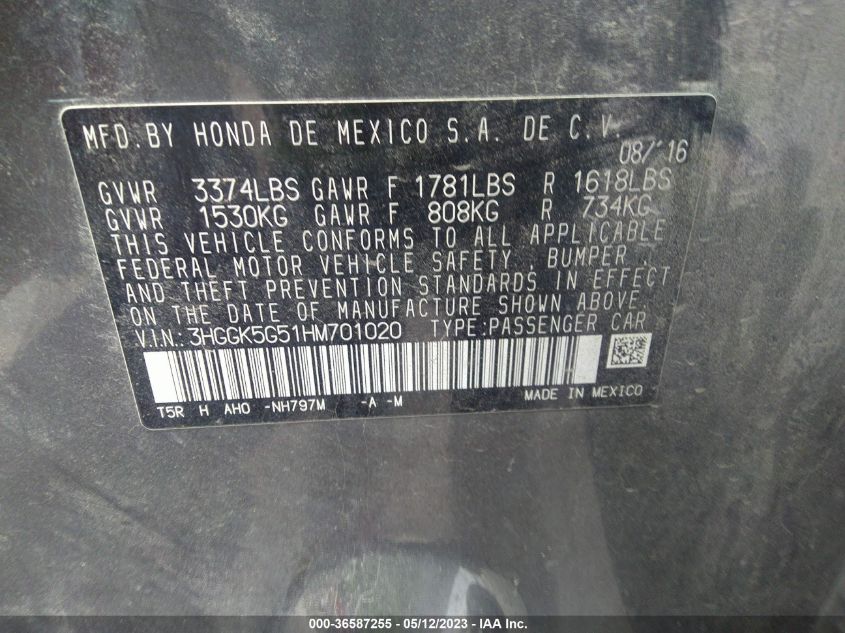 MFD. BY HONDA DE MEXICO S.A. DE C.V.
08/'16
GVWR 3374LBS GAWR F 1781LBS R 1618LBS
GVWR 1530KG GAWR F 808KG R 734KG
THIS VEHICLE CONFORMS TO ALL APPLICABLE
FEDERAL MOTOR VEHICLE SAFETY, BUMPER,
AND THEFT PREVENTION STANDARDS IN EFFECT
ON THE DATE OF MANUFACTURE SHOWN ABOVE.
V.I.N: 3HGGK5G51HM701020 TYPE:PASSENGER CAR
T5R H AH0 -NH797M -A -M MADE IN MEXICO
000-36587255 - 05/12/2023 - IAA Inc.